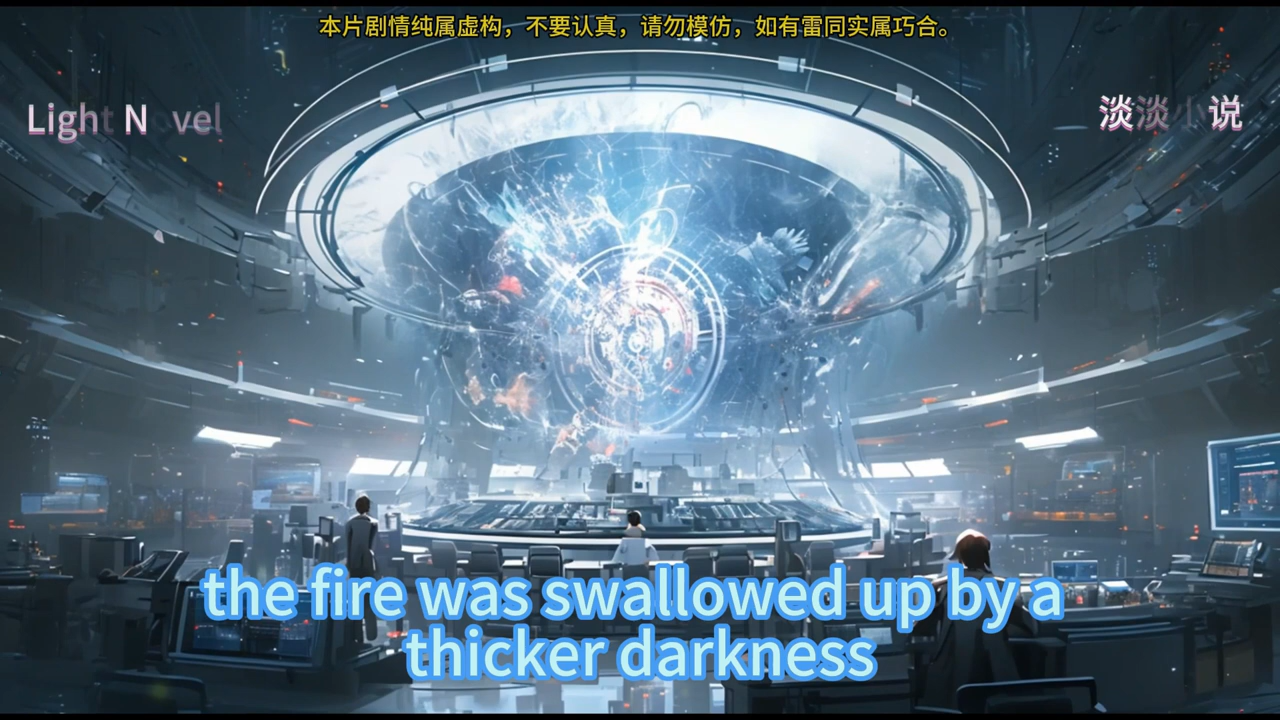 本片剧情纯属虚构，不要认真，请勿模仿，如有雷同实属巧合。
Light N vel
淡淡小说
the fire was swallowed up by a
thicker darkness